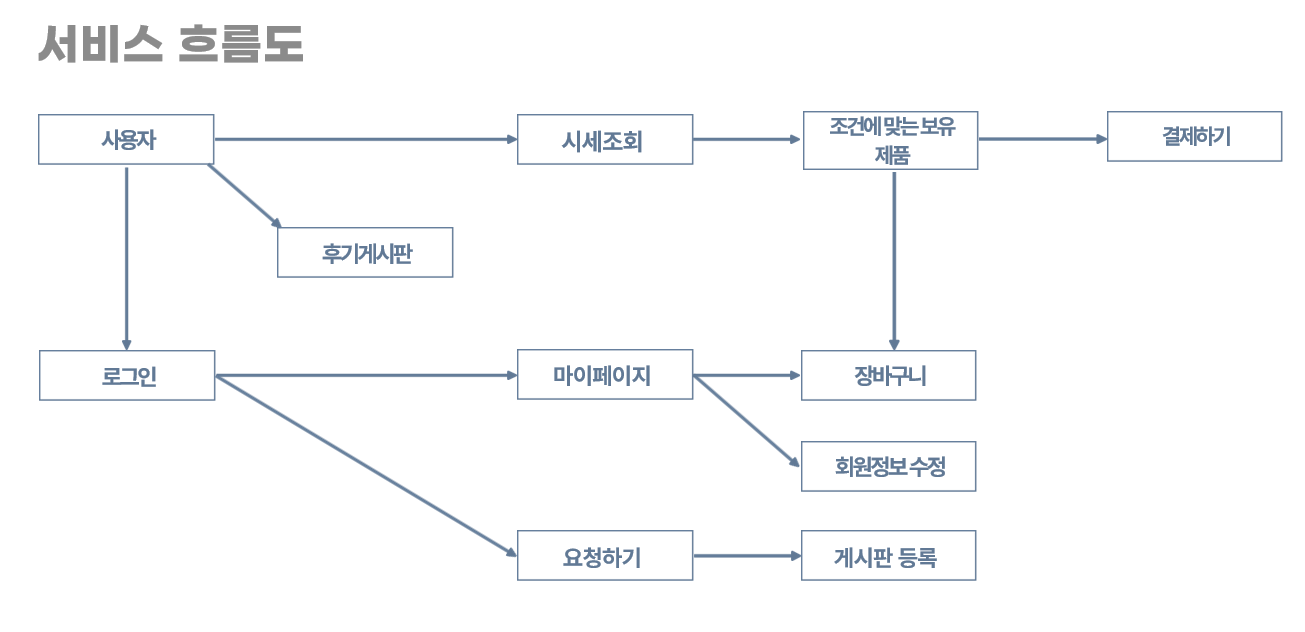 서비스 흐름도
사용자
시세조회
조건에 맞는 보유
제품
결제하기
후기게시판
로그인
마이페이지
장바구니
회원정보 수정
요청하기
게시판 등록